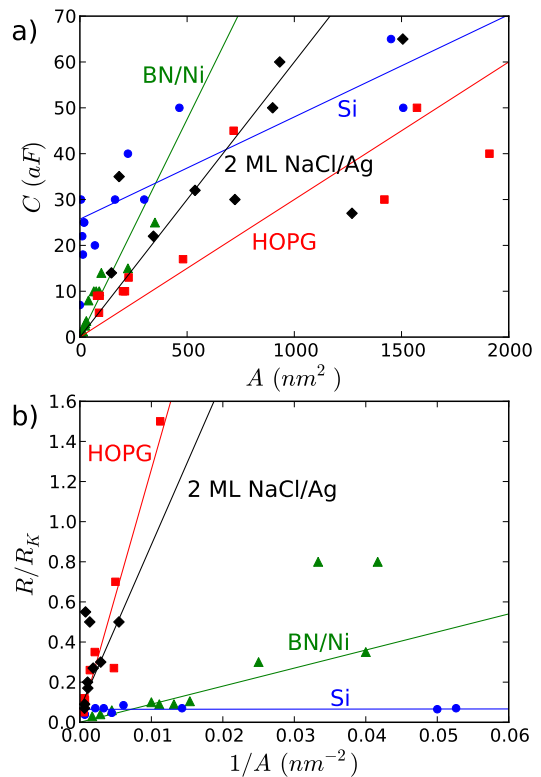 a)
70
60
50
40
30
20
10
0
C (aF)
BN/Ni
Si
2 ML NaCl/Ag
HOPG
0 500 1000 1500 2000
A (nm²)
b)
1.6
1.4
1.2
1.0
0.8
0.6
0.4
0.2
0.0
R/R_K
HOPG
2 ML NaCl/Ag
BN/Ni
Si
0.00 0.01 0.02 0.03 0.04 0.05 0.06
1/A (nm⁻²)